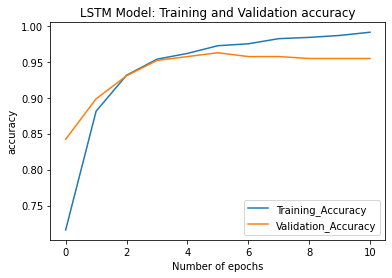 LSTM Model: Training and Validation accuracy
1.00
0.95
0.90
0.85
0.80
0.75
accuracy
0 2 4 6 8 10
Number of epochs
Training_Accuracy
Validation_Accuracy